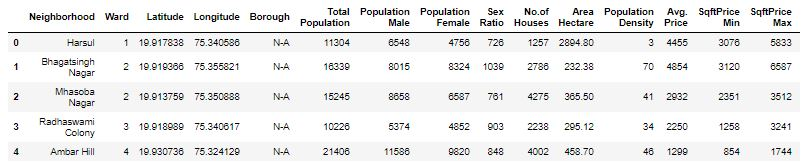 Neighborhood Ward Latitude Longitude Borough Total Population Population Male Population Female Sex Ratio No.of Houses Area Hectare Population Density Avg. Price SqftPrice Min SqftPrice Max
0 Harsul 1 19.917838 75.340586 N-A 11304 6548 4756 726 1257 2894.80 3 4455 3076 5833
1 Bhagatsingh Nagar 2 19.919366 75.355821 N-A 16339 8015 8324 1039 2786 232.38 70 4854 3120 6587
2 Mhasoba Nagar 2 19.913759 75.350888 N-A 15245 8658 6587 761 4275 365.50 41 2932 2351 3512
3 Radhaswami Colony 3 19.918989 75.340617 N-A 10226 5374 4852 903 2238 295.12 34 2250 1258 3241
4 Ambar Hill 4 19.930736 75.324129 N-A 21406 11586 9820 848 4002 458.70 46 1299 854 1744